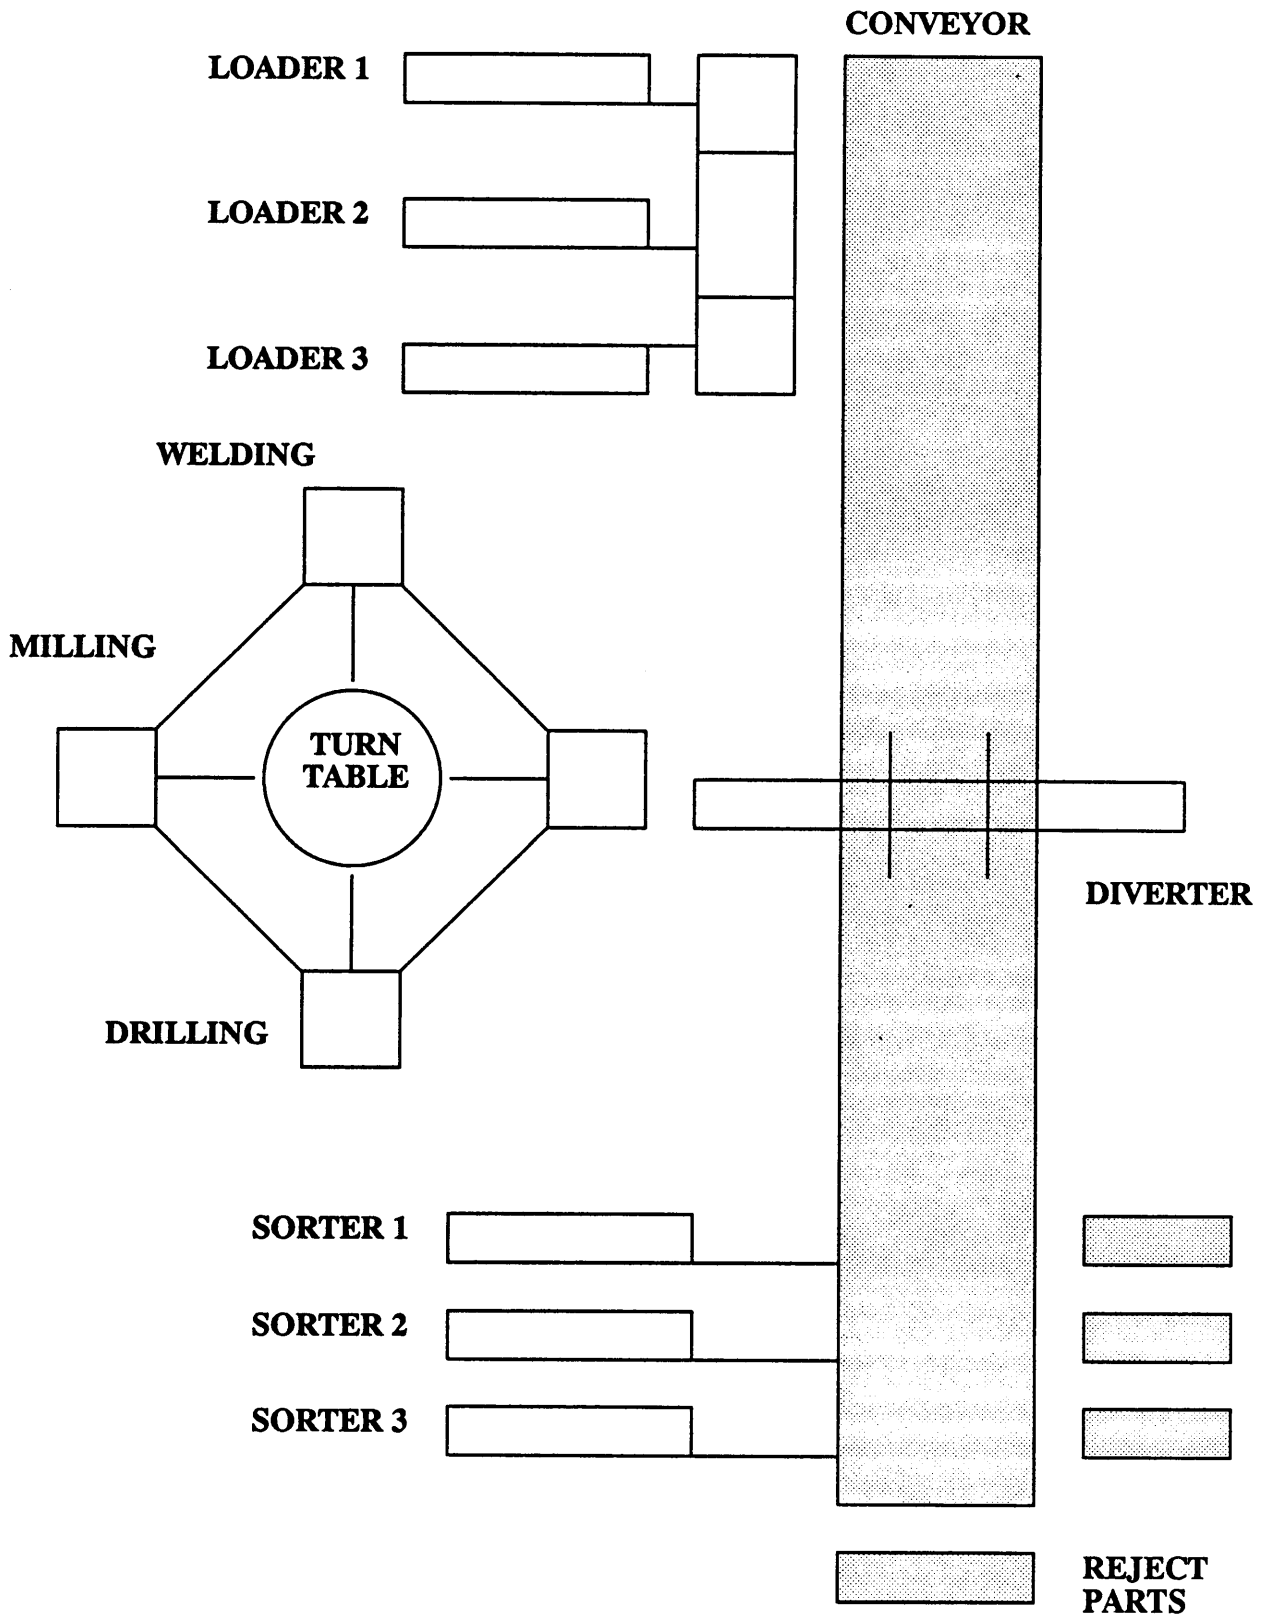 CONVEYOR
LOADER 1
LOADER 2
LOADER 3
WELDING
MILLING
TURN
TABLE
DIVERTER
DRILLING
SORTER 1
SORTER 2
SORTER 3
REJECT
PARTS